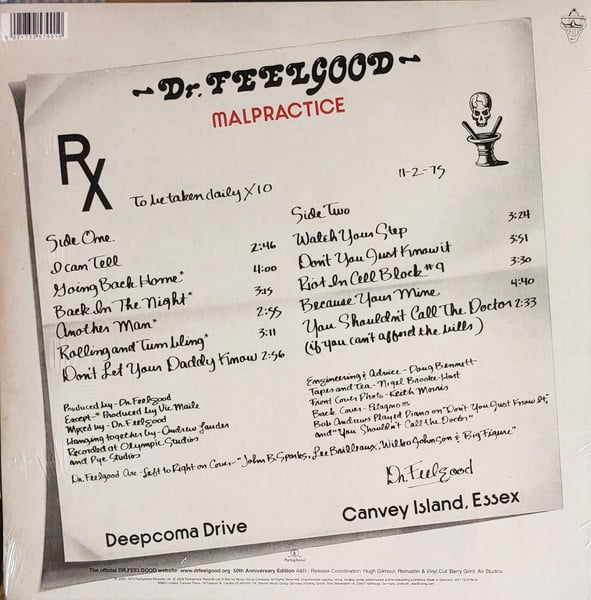 ~Dr. FEELGOOD~
MALPRACTICE
RX
To be taken daily x 10
11-2-75
Side One
I can Tell 2:46
Going Back Home* 4:00
Back In The Night* 3:15
Another Man* 2:55
Rolling and Tumbling* 3:11
Don't Let Your Daddy Know 2:56
Side Two
Watch Your Step 3:24
Don't You Just Know it 3:51
Riot In Cell Block #9 3:30
Because Your Mine 4:40
You Shouldn't Call The Doctor 2:33
(if you can't afford the bills)
Produced by - Dr. Feelgood
Except-* Produced by Vic Maile
Mixed by - Dr. Feelgood
Hanging together by - Andrew Lauder
Recorded at Olympic Studios
and Pye Studios
Engineering & Advice - Doug Bennett
Tapes and Tea - Nigel Brooke-Hart
Front Cover Photo - Keith Morris
Back Cover -
Bob Andrews Played Piano on "Don't You Just Know It,"
and "You Shouldn't Call the Doctor"
Dr. Feelgood Are - Left to Right on Cover - "John B. Sparks, Lee Brilleaux, Wilko Johnson & Big Figure"
Dr. Feelgood
Deepcoma Drive
Canvey Island, Essex
Parlophone
The official DR.FEELGOOD website: www.drfeelgood.org 50th Anniversary Edition A&R / Release Coordination: Hugh Gilmour, Remaster & Vinyl Cut: Barry Grint, Air Studios